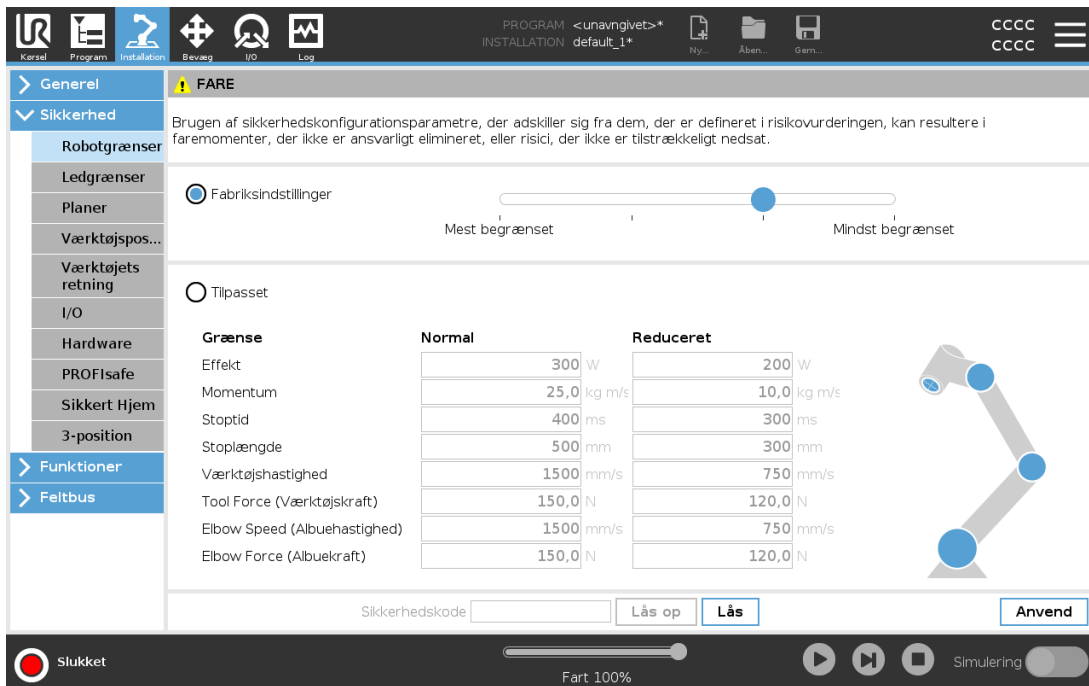 PROGRAM <unavngivet>*
INSTALLATION default_1*
CCCC
CCCC
Kørsel Program Installation Bevæg I/O Log Ny... Åben... Gem...
Generel
Sikkerhed
Robotgrænser
Ledgrænser
Planer
Værktøjspos...
Værktøjets
retning
I/O
Hardware
PROFIsafe
Sikkert Hjem
3-position
Funktioner
Feltbus
FARE
Brugen af sikkerhedskonfigurationsparametre, der adskiller sig fra dem, der er defineret i risikovurderingen, kan resultere i
faremomenter, der ikke er ansvarligt elimineret, eller risici, der ikke er tilstrækkeligt nedsat.
Fabriksindstillinger
Mest begrænset Mindst begrænset
Tilpasset
Grænse Normal Reduceret
Effekt 300 W 200 W
Momentum 25,0 kg m/s 10,0 kg m/s
Stoptid 400 ms 300 ms
Stoplængde 500 mm 300 mm
Værktøjshastighed 1500 mm/s 750 mm/s
Tool Force (Værktøjskraft) 150,0 N 120,0 N
Elbow Speed (Albuehastighed) 1500 mm/s 750 mm/s
Elbow Force (Albuekraft) 150,0 N 120,0 N
Sikkerhedskode Lås op Lås Anvend
Slukket
Fart 100%
Simulering